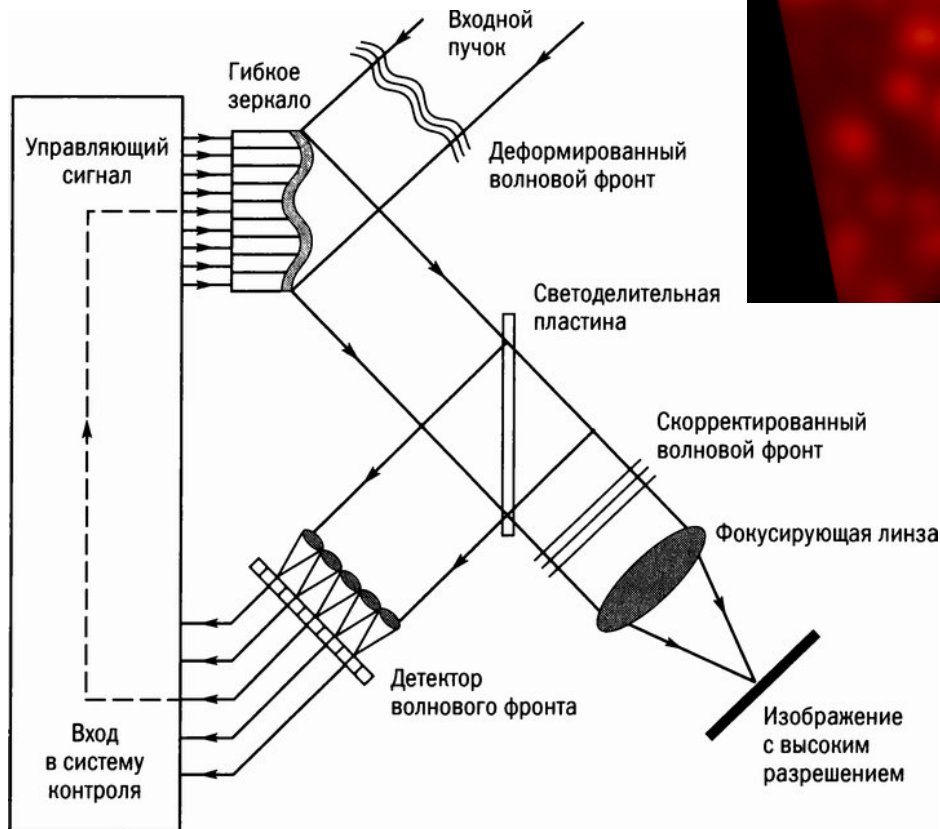 Входной
пучок
Гибкое
зеркало
Управляющий
сигнал
Деформированный
волновой фронт
Светоделительная
пластина
Скорректированный
волновой фронт
Фокусирующая линза
Детектор
волнового фронта
Вход
в систему
контроля
Изображение
с высоким
разрешением